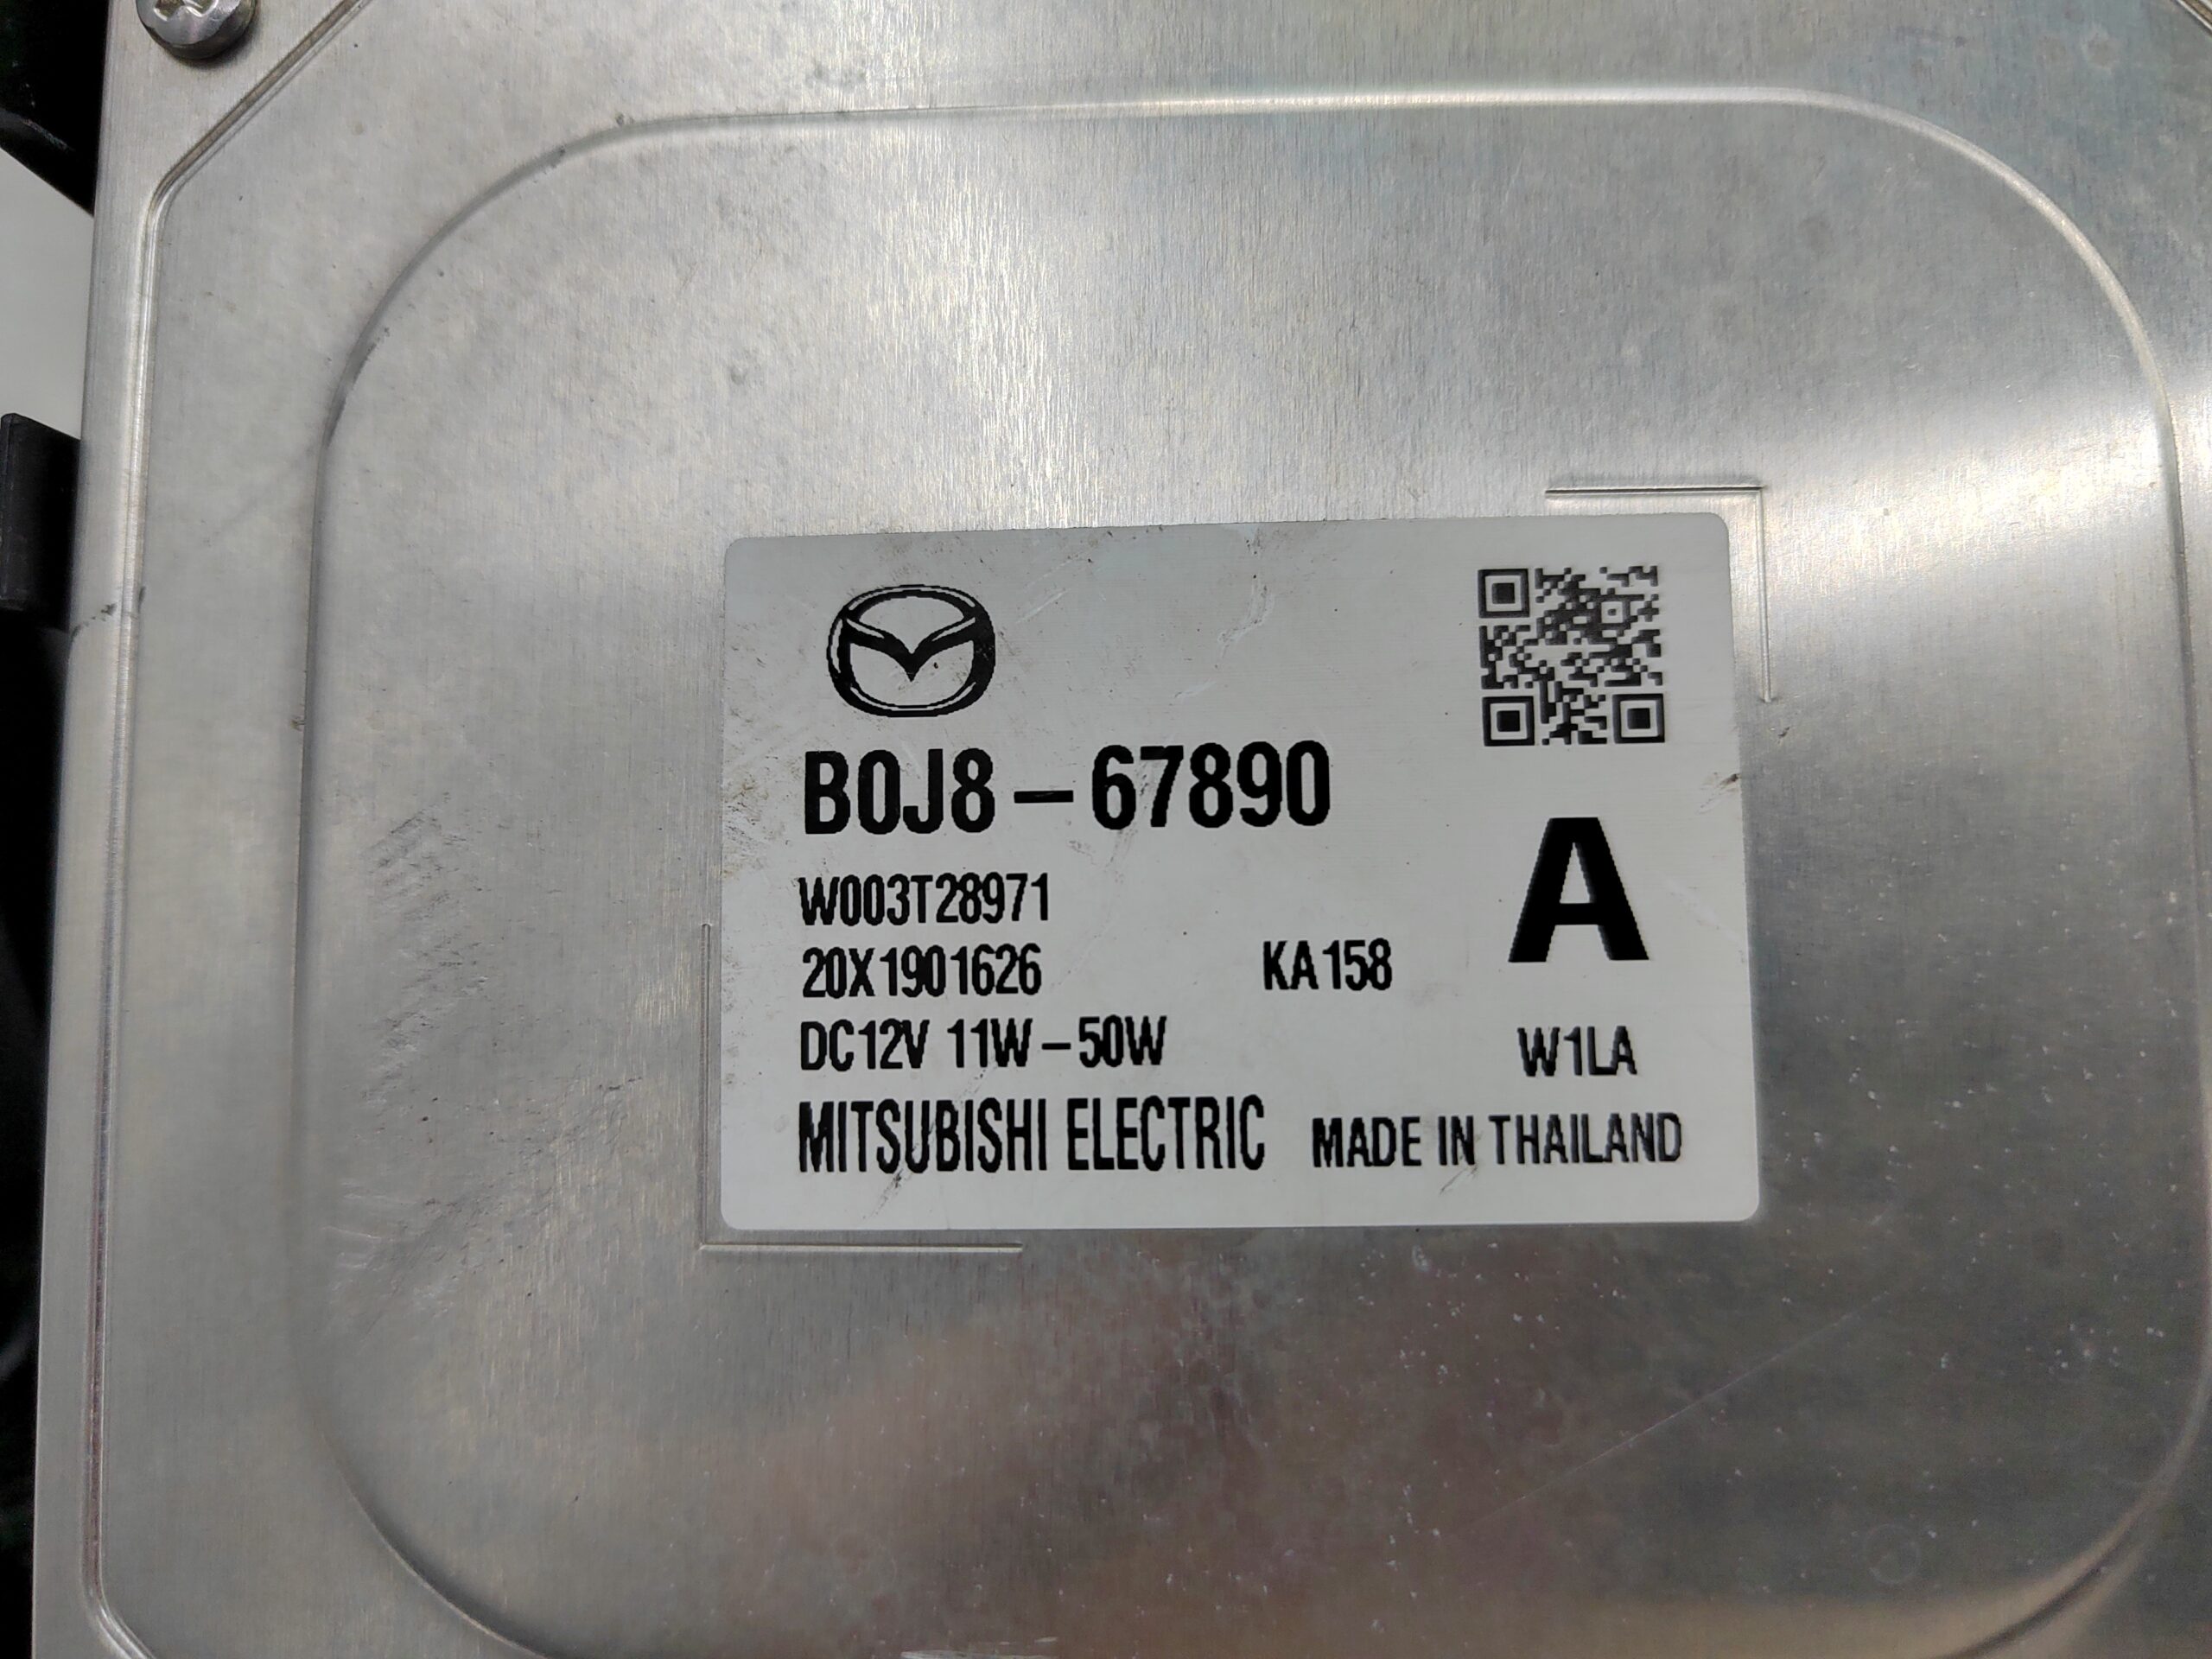 B0J8-67890
W003T28971
20X1901626 KA158
A
DC12V 11W-50W
W1LA
MITSUBISHI ELECTRIC MADE IN THAILAND